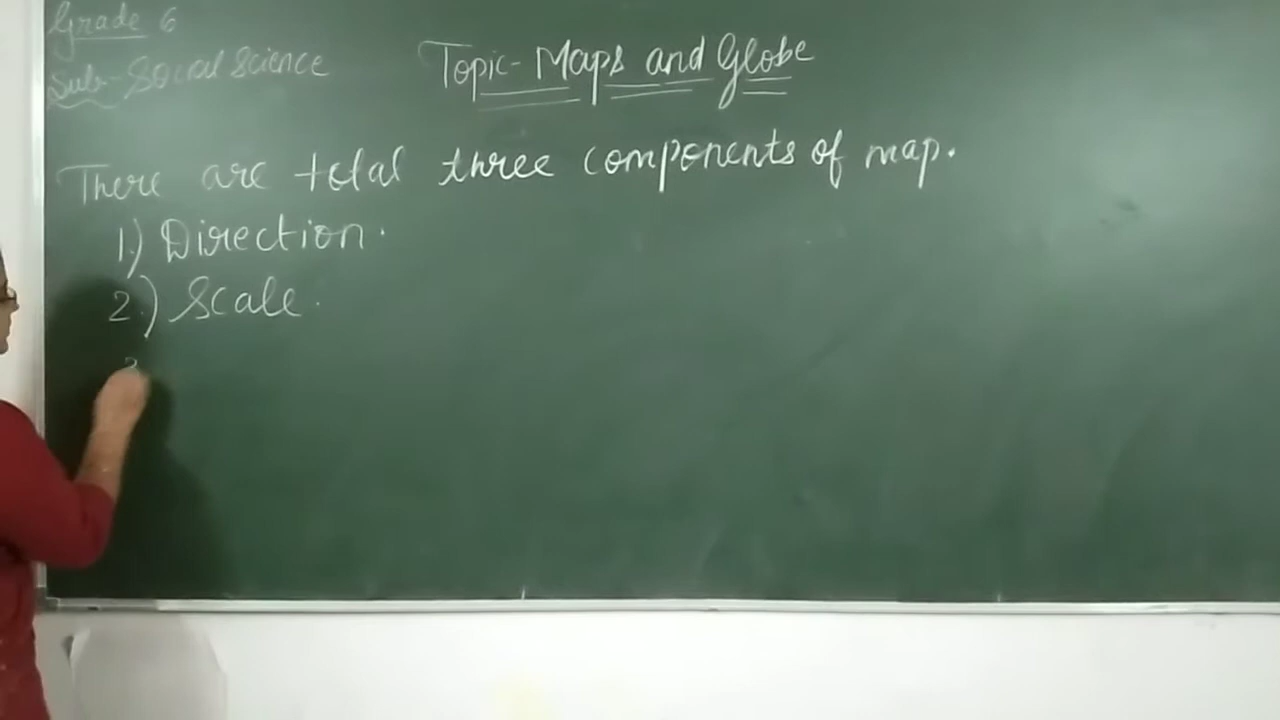 Grade 6
Sub- Social Science
Topic- Maps and Globe
There are total three components of map.
1.) Direction.
2.) Scale.